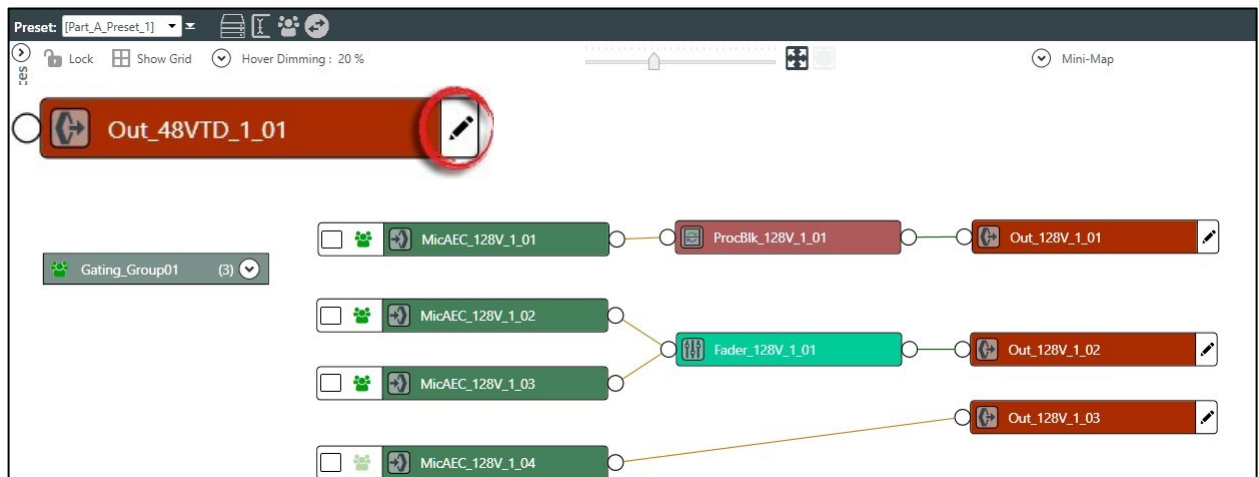 Preset: [Part_A_Preset_1]
Lock Show Grid Hover Dimming : 20 % Mini-Map
Out_48VTD_1_01
MicAEC_128V_1_01 ProcBlk_128V_1_01 Out_128V_1_01
Gating_Group01 (3)
MicAEC_128V_1_02
Fader_128V_1_01 Out_128V_1_02
MicAEC_128V_1_03
Out_128V_1_03
MicAEC_128V_1_04